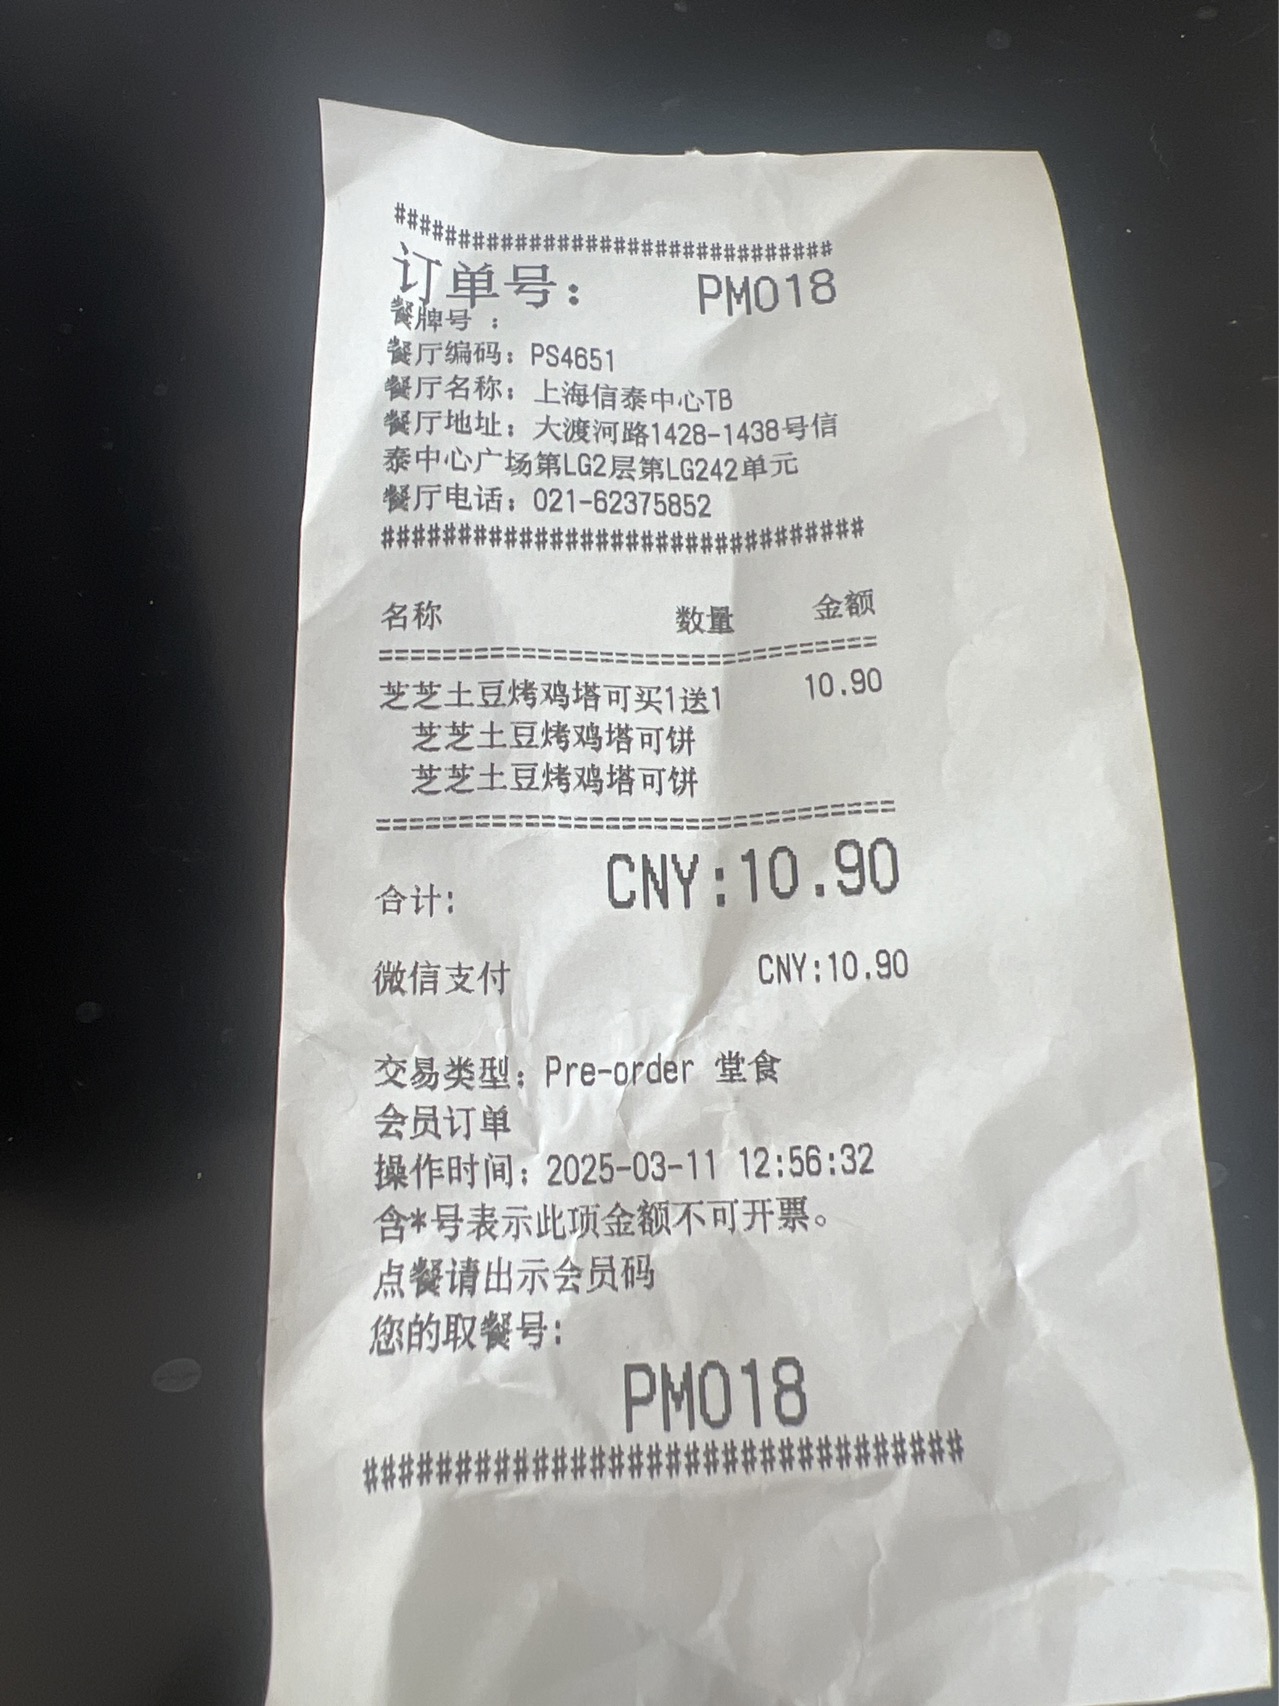 ################################
订单号： PM018
餐牌号 ：
餐厅编码：PS4651
餐厅名称：上海信泰中心TB
餐厅地址：大渡河路1428-1438号信
泰中心广场第LG2层第LG242单元
餐厅电话：021-62375852
################################
名称 数量 金额
================================
芝芝土豆烤鸡塔可买1送1 10.90
芝芝土豆烤鸡塔可饼
芝芝土豆烤鸡塔可饼
================================
合计: CNY:10.90
微信支付 CNY:10.90
交易类型：Pre-order 堂食
会员订单
操作时间：2025-03-11 12:56:32
含*号表示此项金额不可开票。
点餐请出示会员码
您的取餐号:
PM018
################################